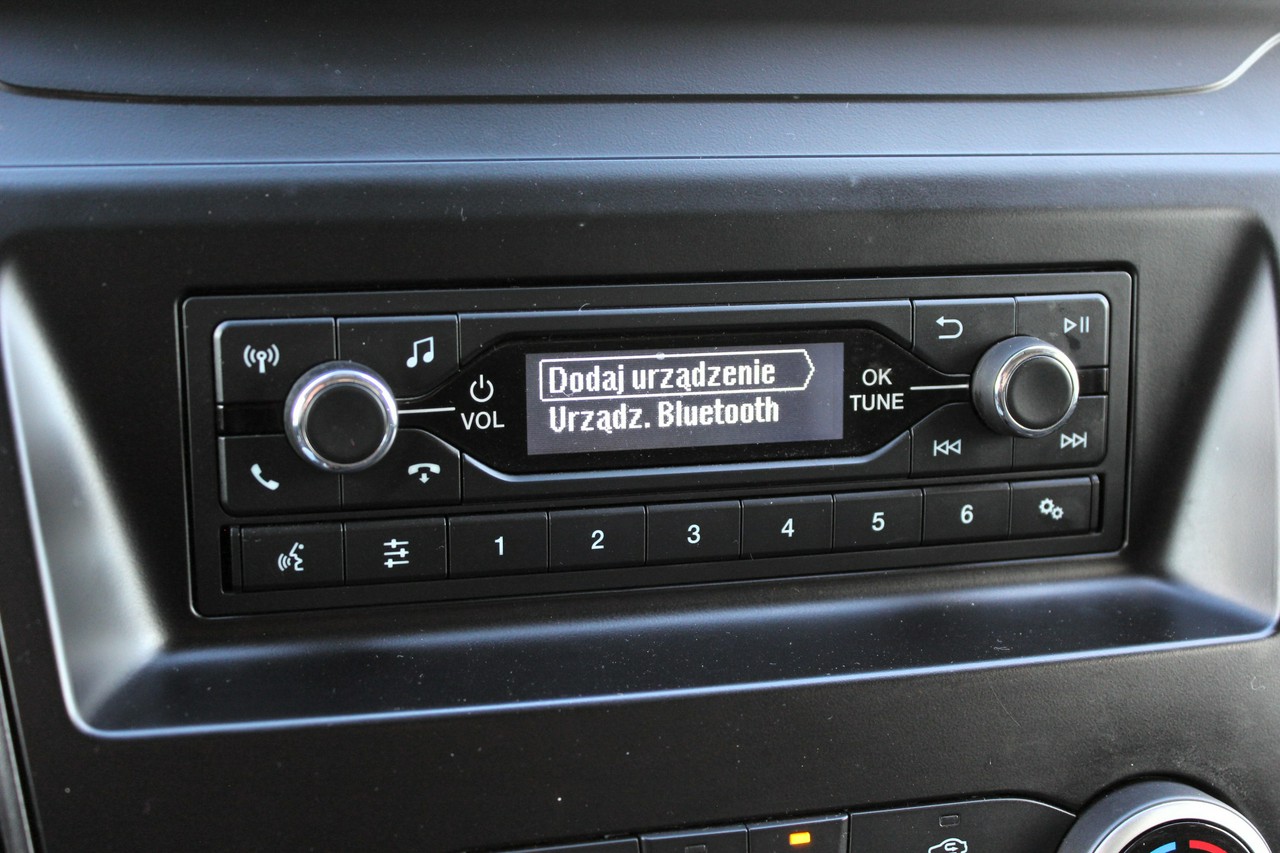 Dodaj urządzenie
Urządz. Bluetooth
VOL
OK
TUNE
1 2 3 4 5 6